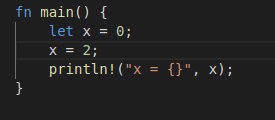 fn main() {
    let x = 0;
    x = 2;
    println!("x = {}", x);
}